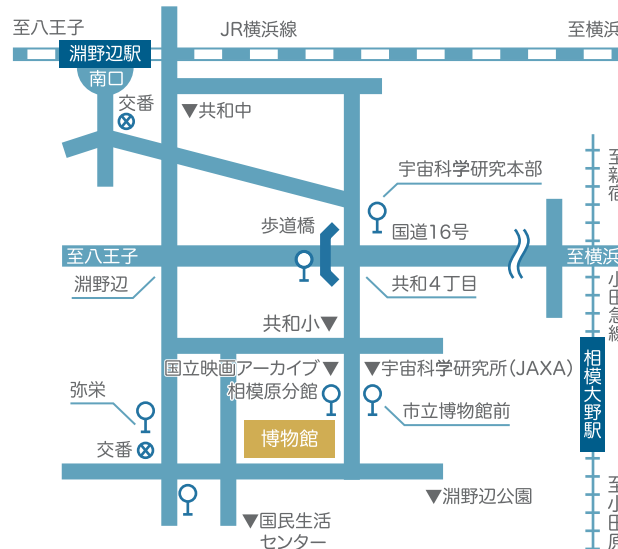 至八王子
JR横浜線
至横浜
淵野辺駅
南口
交番
▼共和中
宇宙科学研究本部
至新宿
歩道橋
国道16号
至八王子
至横浜
淵野辺
共和4丁目
小田急線
共和小▼
国立映画アーカイブ▼
相模原分館
▼宇宙科学研究所(JAXA)
相模大野駅
弥栄
市立博物館前
博物館
交番
▼淵野辺公園
▼国民生活
センター
至小田原